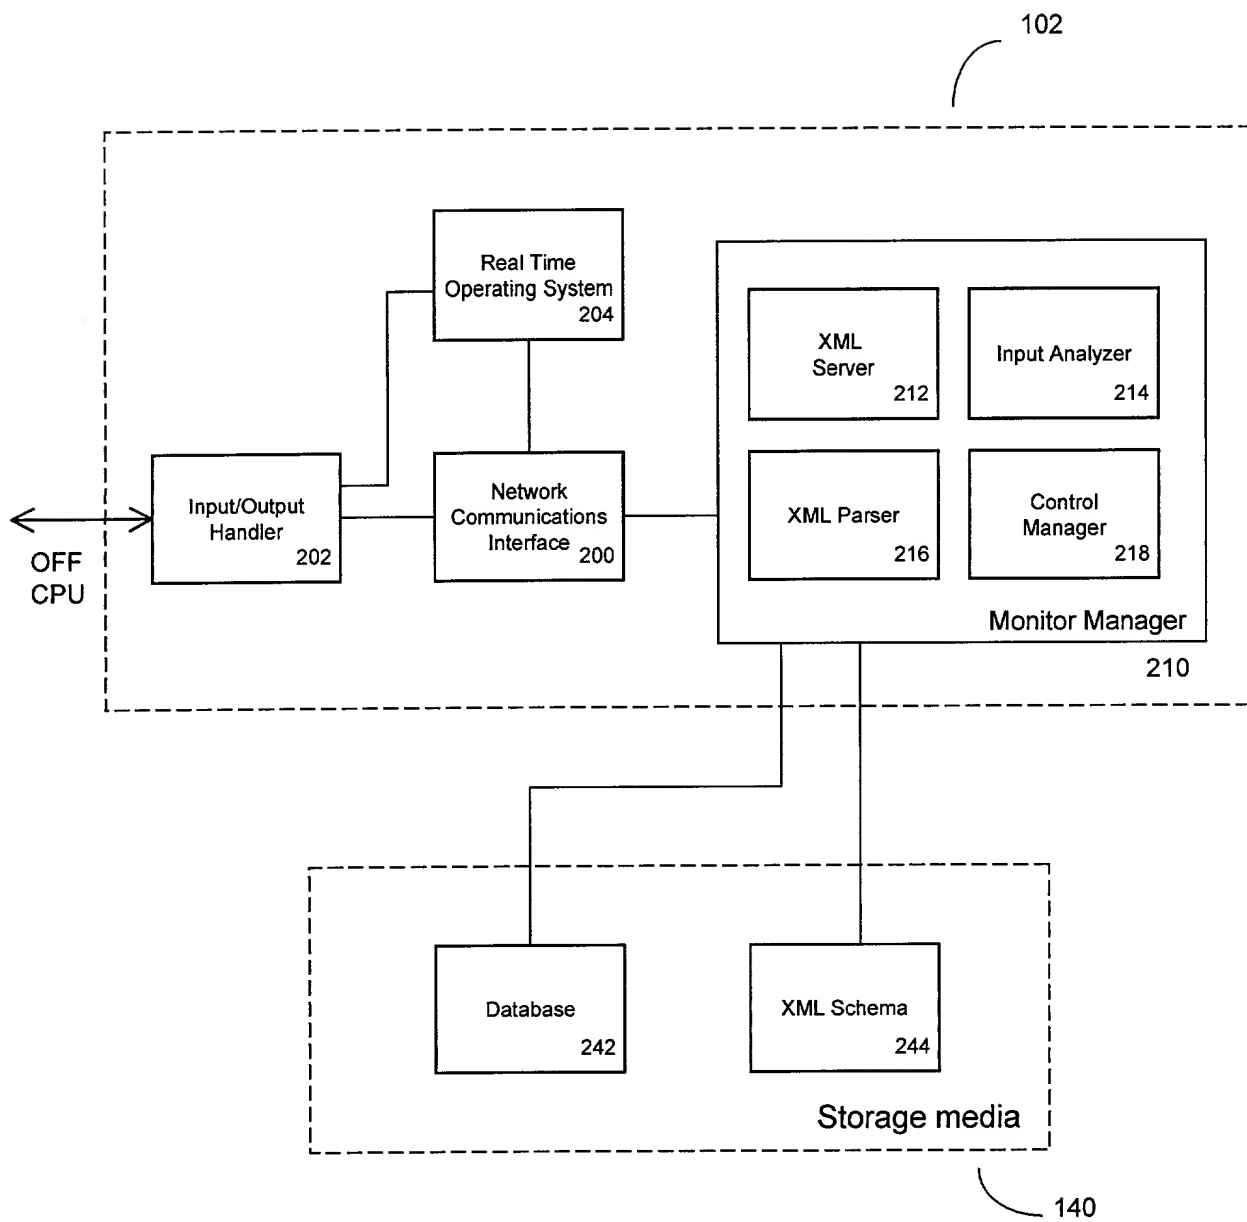 102
Real Time
Operating System
204
XML
Server
212
Input Analyzer
214
Input/Output
Handler
202
Network
Communications
Interface
200
XML Parser
216
Control
Manager
218
OFF
CPU
Monitor Manager
210
Database
242
XML Schema
244
Storage media
140